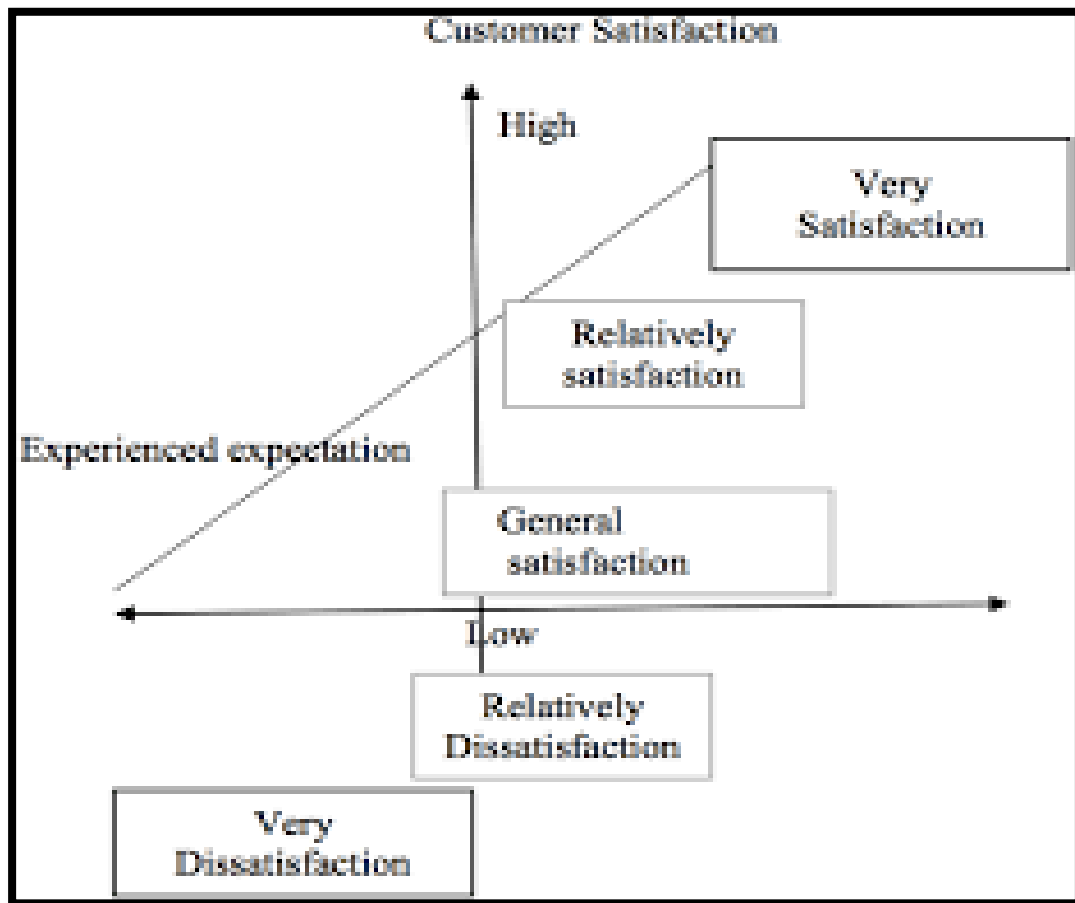 Customer Satisfaction
High
Very
Satisfaction
Relatively
satisfaction
Experienced expectation
General
satisfaction
Low
Relatively
Dissatisfaction
Very
Dissatisfaction